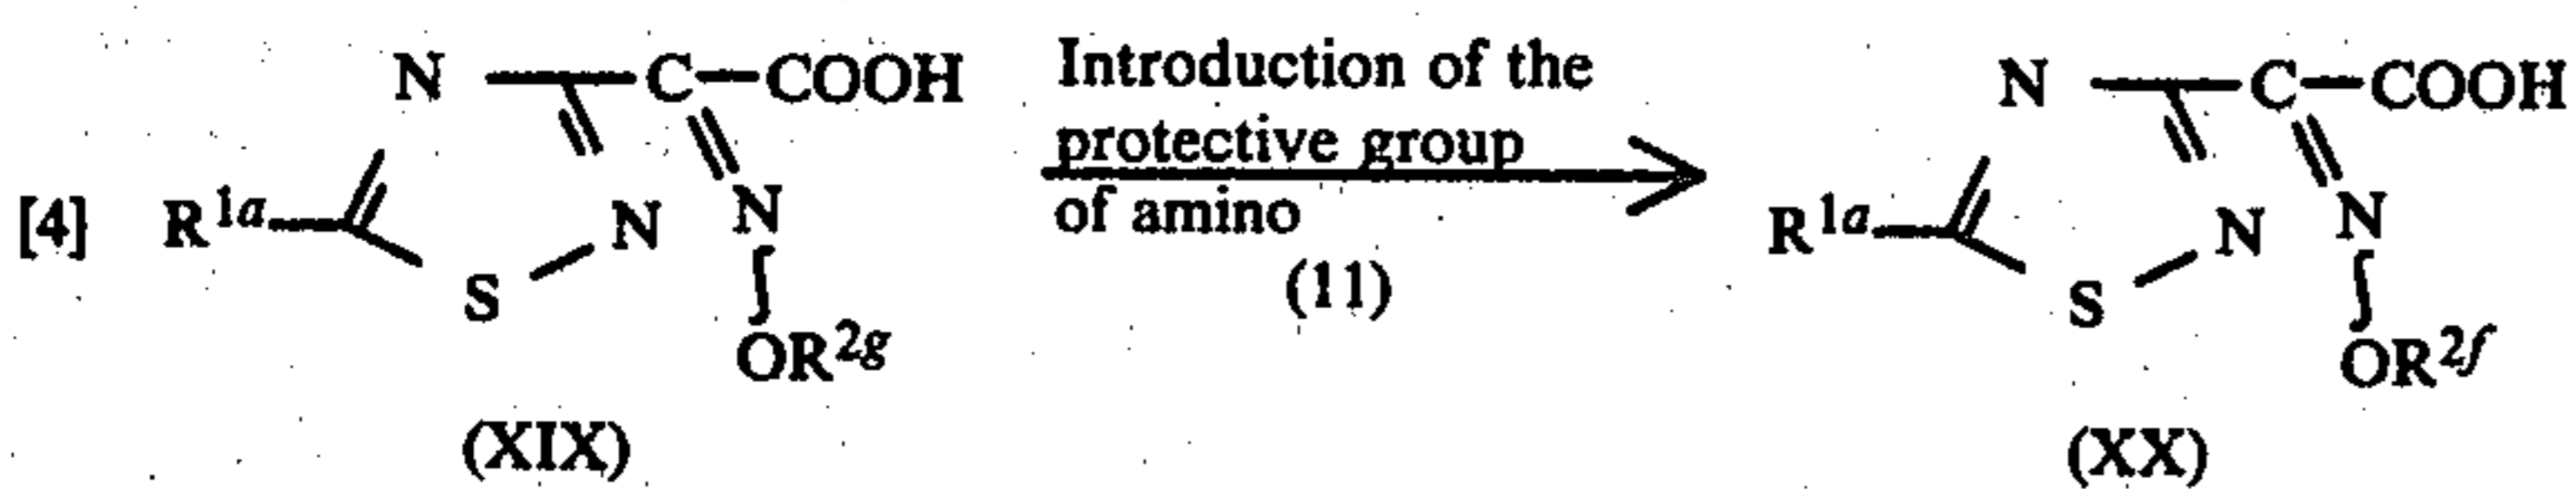 N C-COOH Introduction of the N C-COOH
protective group
[4] R1a N N of amino R1a N N
S (11) S
OR2g OR2f
(XIX) (XX)